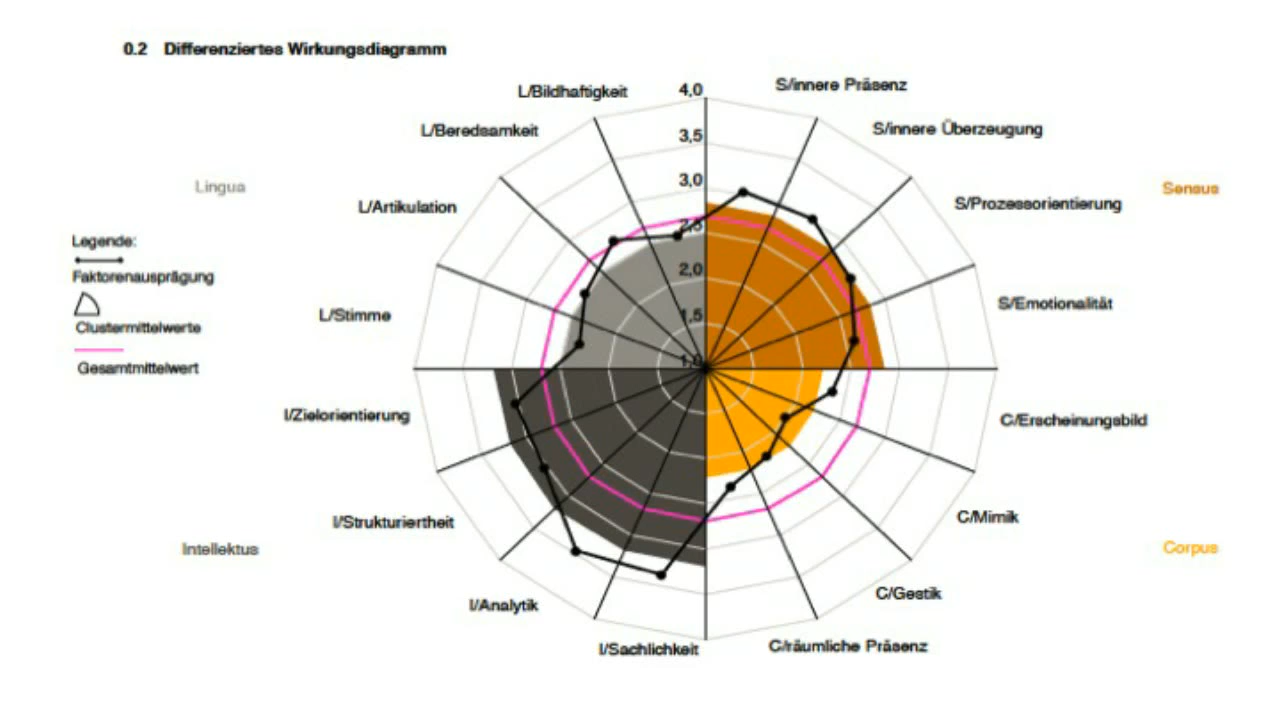 0.2 Differenziertes Wirkungsdiagramm
4,0
S/innere Präsenz
L/Bildhaftigkeit
L/Beredsamkeit
S/innere Überzeugung
3,5
3,0
Lingua
Sensus
L/Artikulation
S/Prozessorientierung
2,5
Legende:
Faktorenausprägung
2,0
Clustermittelwerte
L/Stimme
1,5
S/Emotionalität
Gesamtmittelwert
1,0
I/Zielorientierung
C/Erscheinungsbild
I/Strukturiertheit
C/Mimik
Intellektus
Corpus
I/Analytik
C/Gestik
I/Sachlichkeit
C/räumliche Präsenz